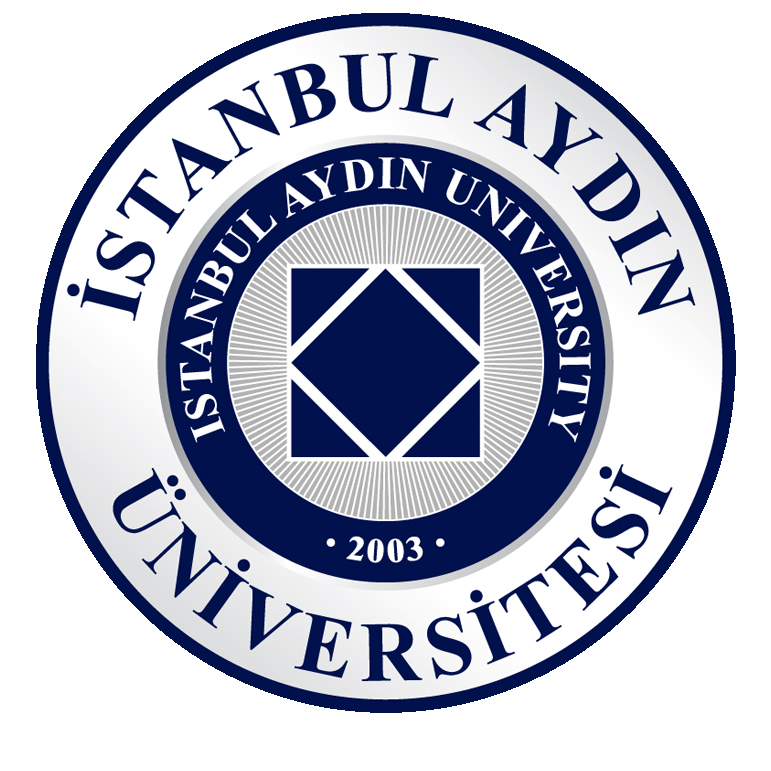 İSTANBUL AYDIN
ÜNİVERSİTESİ
ISTANBUL AYDIN UNIVERSITY
· 2003 ·